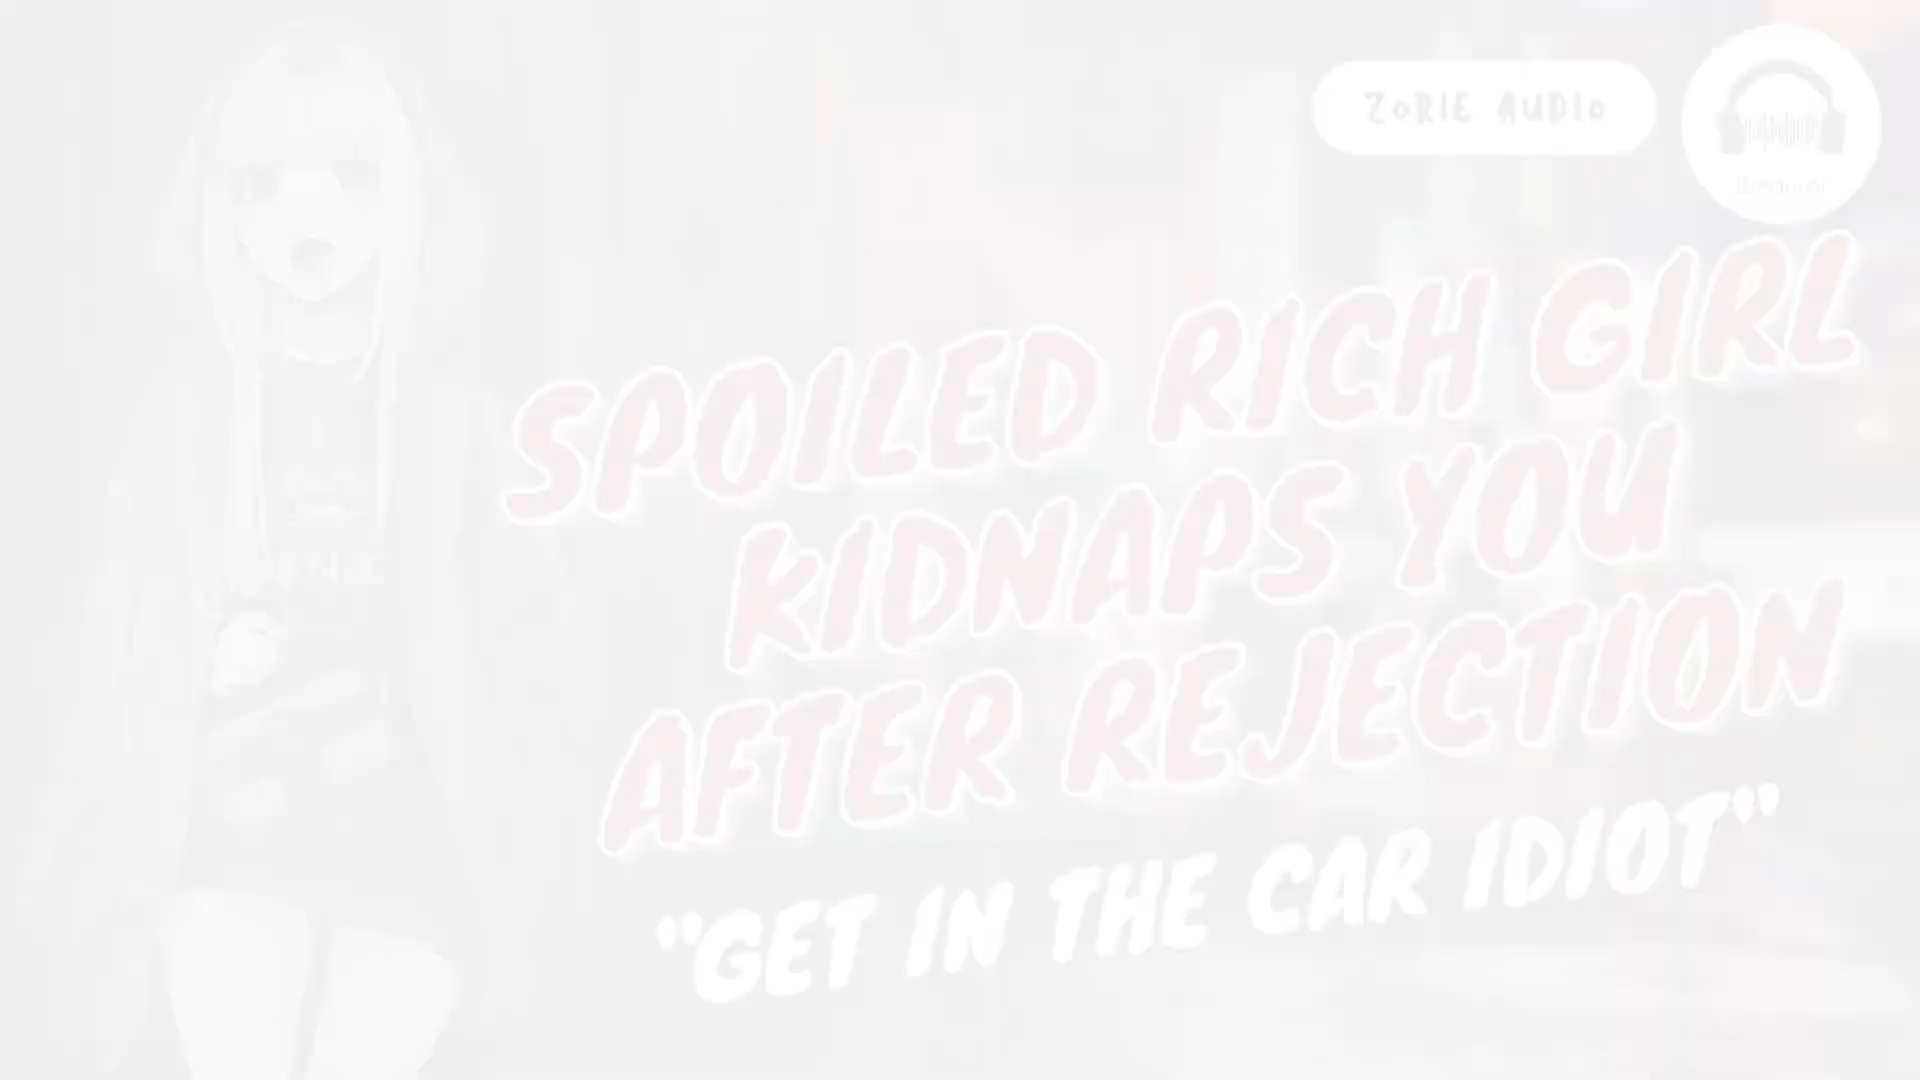 ZORIE AUDIO
SPOILED RICH GIRL
KIDNAPS YOU
AFTER REJECTION
"GET IN THE CAR IDIOT"